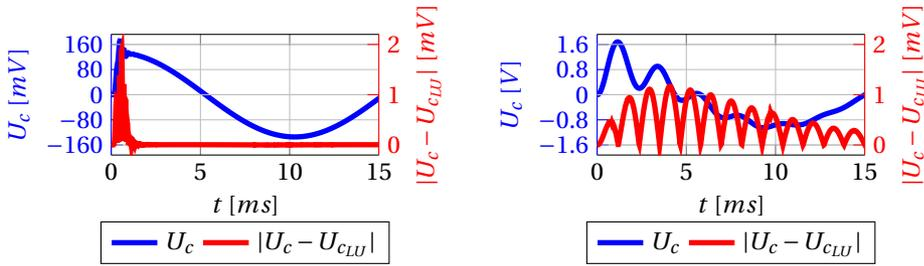 160
80
0
−80
−160
U_c [mV]
2
1
0
|U_c − U_{c_{LU}}| [mV]
0 5 10 15
t [ms]
U_c |U_c − U_{c_{LU}}|
1.6
0.8
0
−0.8
−1.6
U_c [V]
2
1
0
|U_c − U_{c_{LU}}| [mV]
0 5 10 15
t [ms]
U_c |U_c − U_{c_{LU}}|